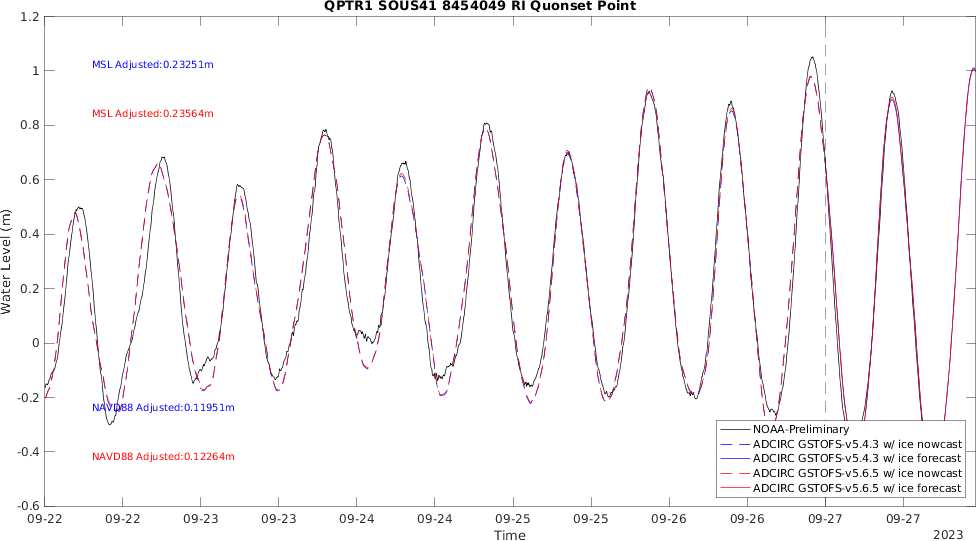 QPTR1 SOUS41 8454049 RI Quonset Point
1.2
1
0.8
0.6
0.4
0.2
0
-0.2
-0.4
-0.6
Water Level (m)
MSL Adjusted:0.23251m
MSL Adjusted:0.23564m
NAVD88 Adjusted:0.11951m
NAVD88 Adjusted:0.12264m
NOAA-Preliminary
ADCIRC GSTOFS-v5.4.3 w/ ice nowcast
ADCIRC GSTOFS-v5.4.3 w/ ice forecast
ADCIRC GSTOFS-v5.6.5 w/ ice nowcast
ADCIRC GSTOFS-v5.6.5 w/ ice forecast
09-22 09-22 09-23 09-23 09-24 09-24 09-25 09-25 09-26 09-26 09-27 09-27
Time
2023